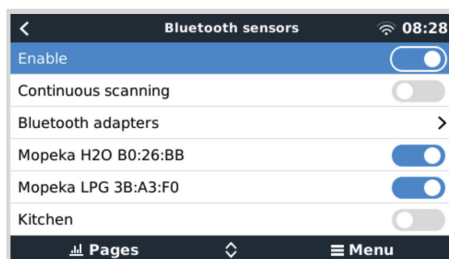 Bluetooth sensors 08:28
Enable
Continuous scanning
Bluetooth adapters
Mopeka H2O B0:26:BB
Mopeka LPG 3B:A3:F0
Kitchen
Pages Menu